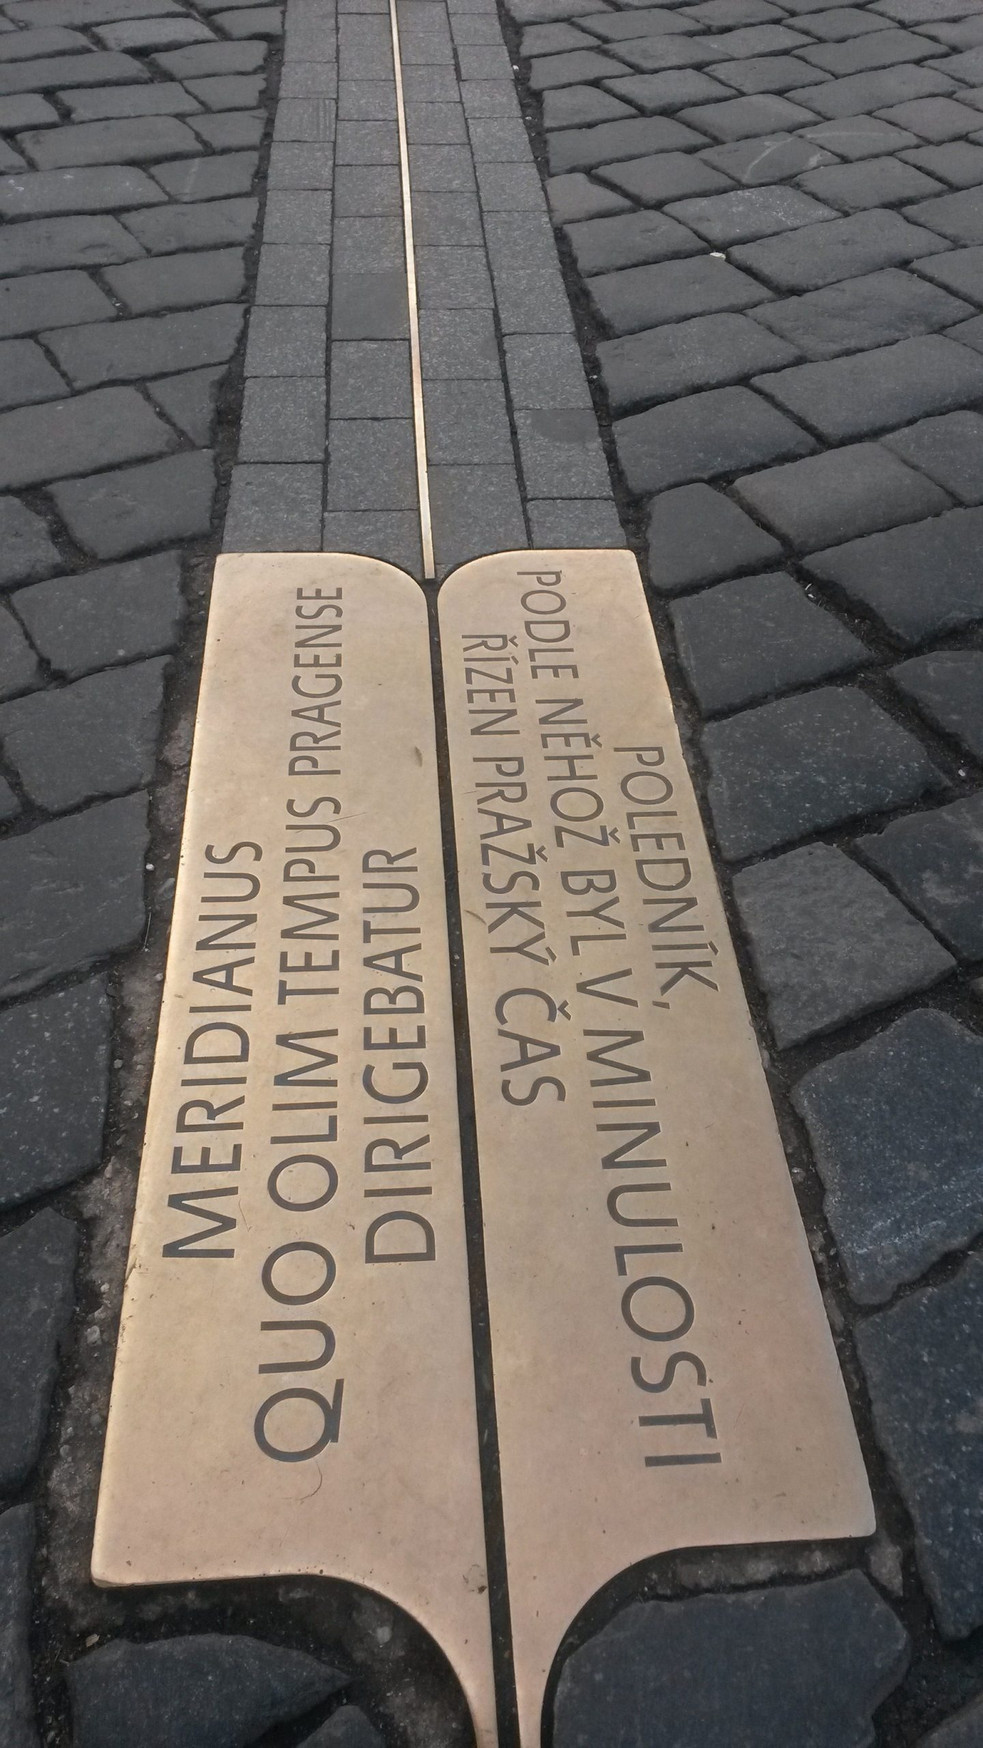 MERIDIANUS
QUO OLIM TEMPUS PRAGENSE
DIRIGEBATUR
POLEDNÍK,
PODLE NĚHOŽ BYL V MINULOSTI
ŘÍZEN PRAŽSKÝ ČAS